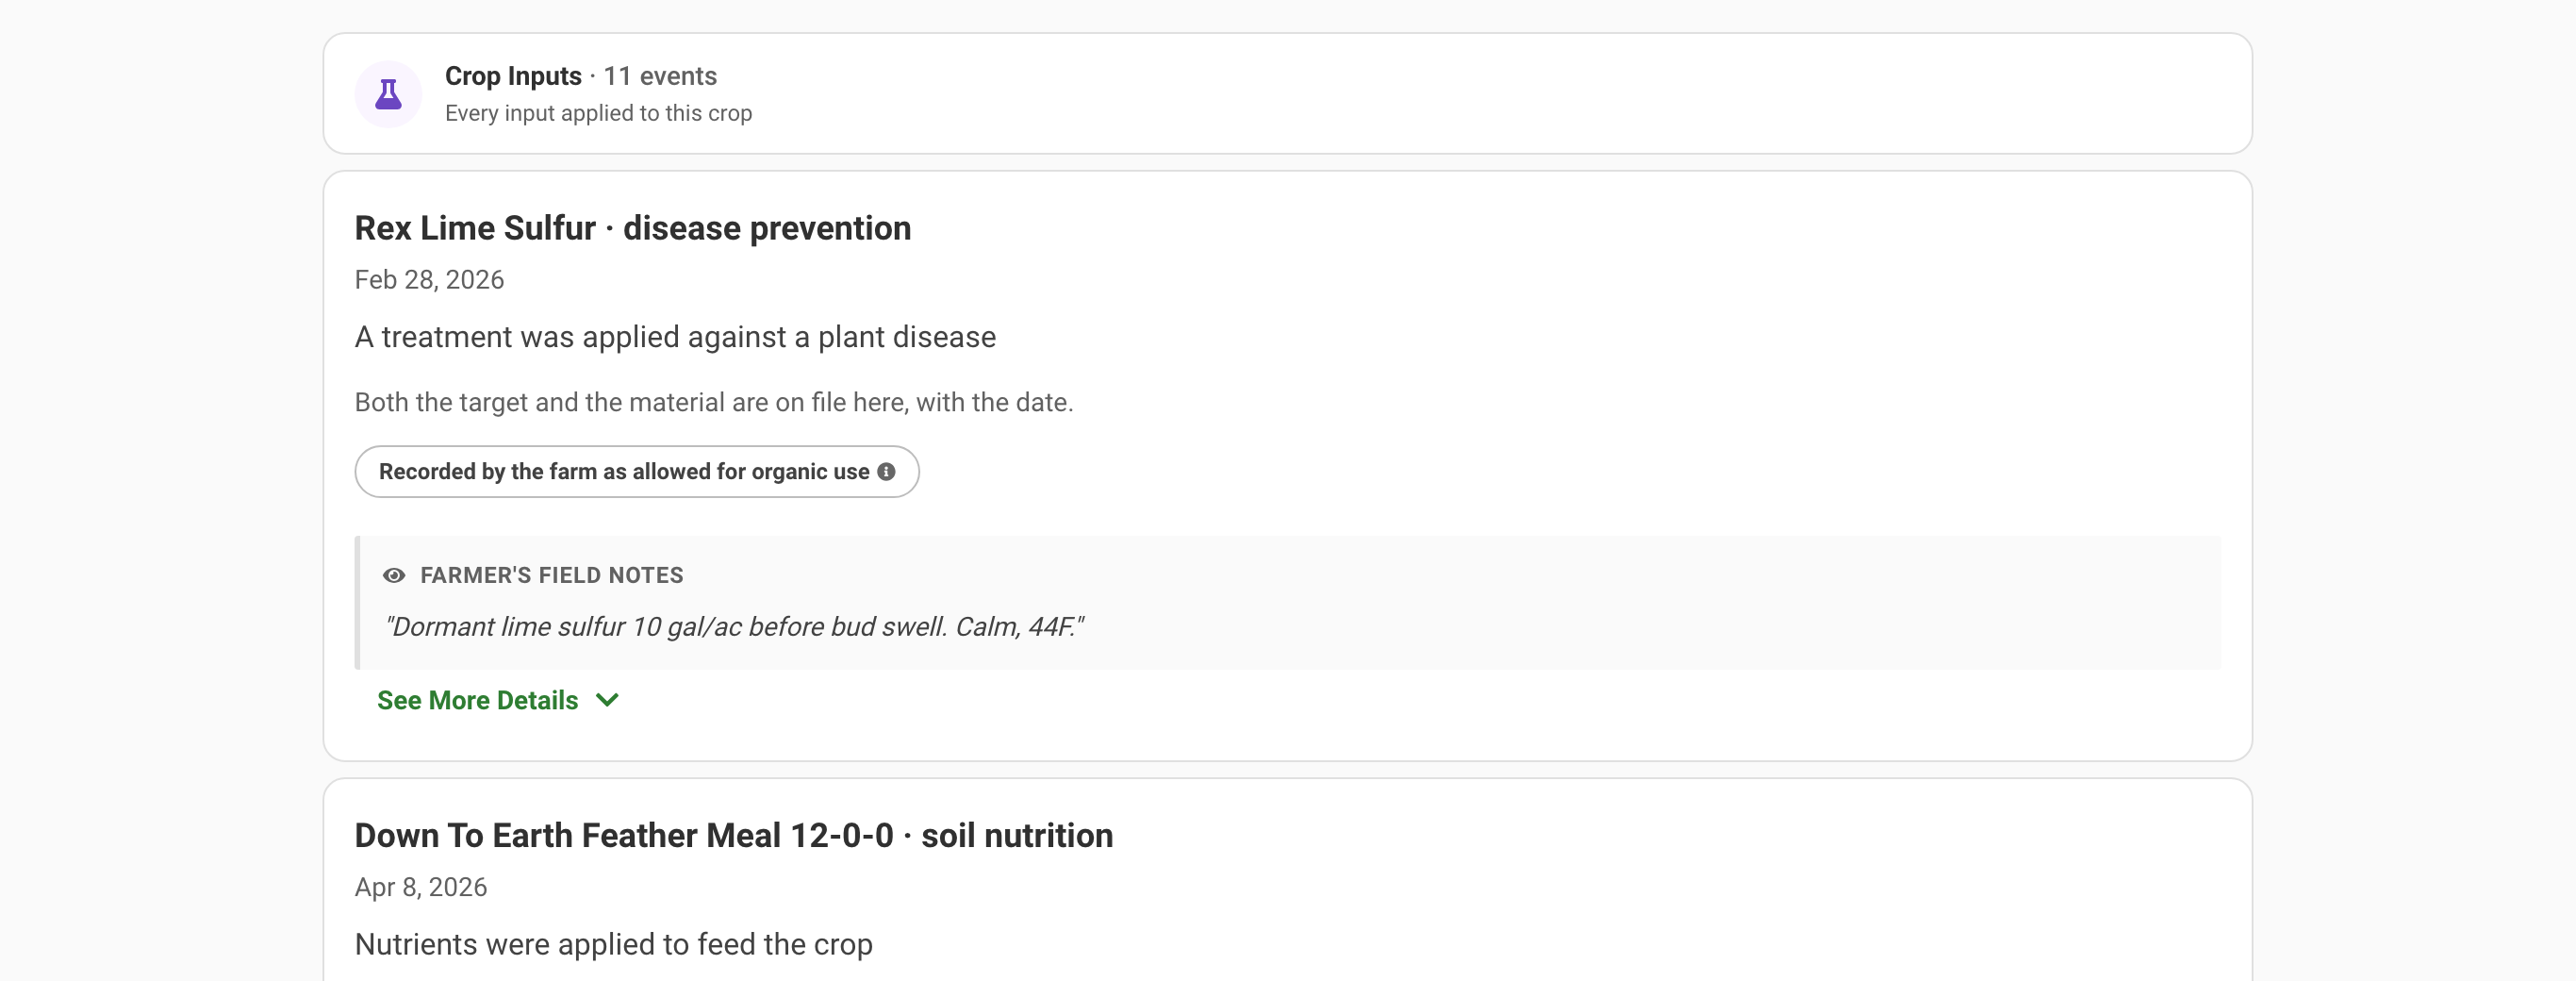 Crop Inputs · 11 events
Every input applied to this crop
Rex Lime Sulfur · disease prevention
Feb 28, 2026
A treatment was applied against a plant disease
Both the target and the material are on file here, with the date.
Recorded by the farm as allowed for organic use
FARMER'S FIELD NOTES
"Dormant lime sulfur 10 gal/ac before bud swell. Calm, 44F."
See More Details
Down To Earth Feather Meal 12-0-0 · soil nutrition
Apr 8, 2026
Nutrients were applied to feed the crop